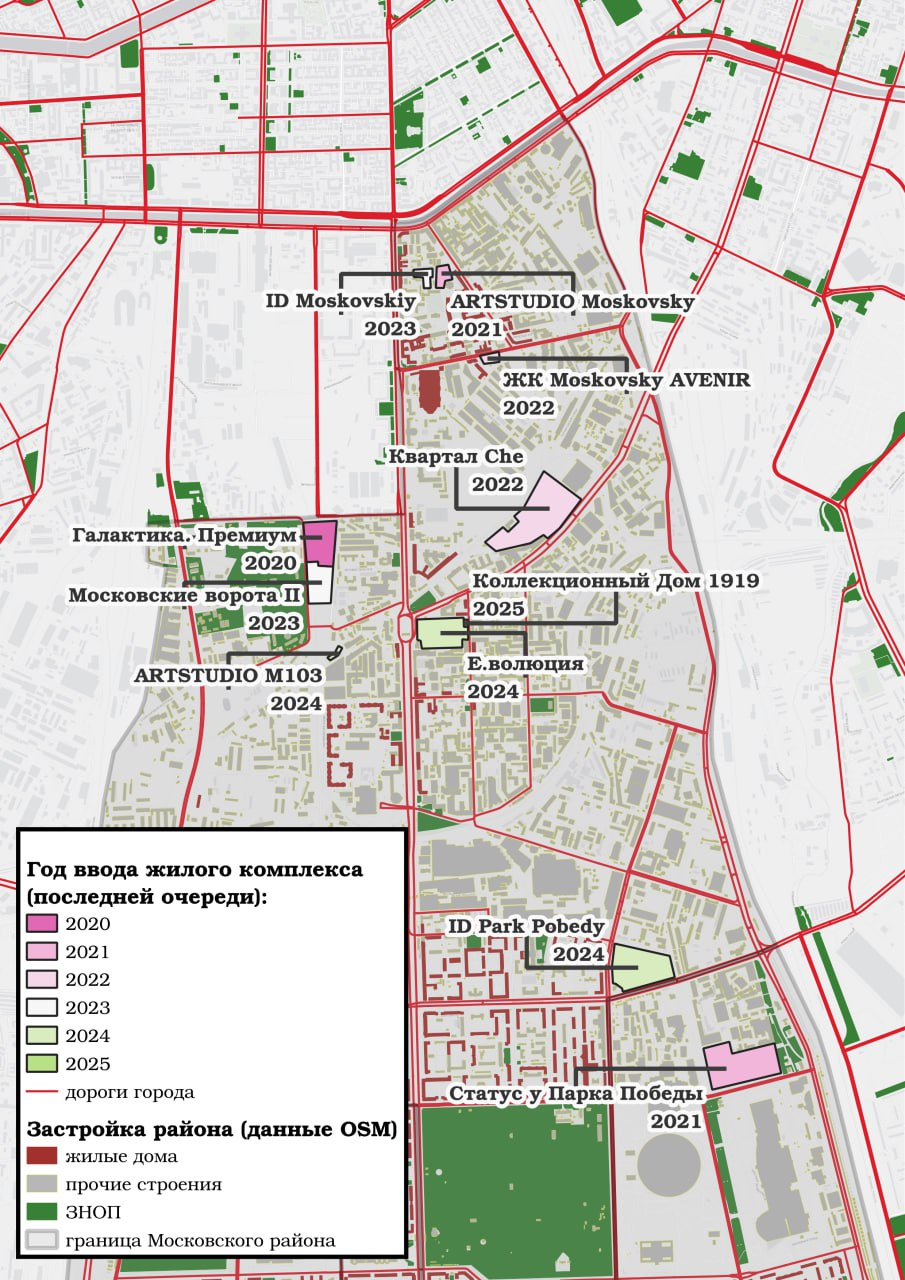 ID Moskovskiy
2023
ARTSTUDIO Moskovsky
2021
ЖК Moskovsky AVENIR
2022
Квартал Che
2022
Галактика. Премиум
2020
Московские ворота II
2023
Коллекционный Дом 1919
2025
Е.волюция
2024
ARTSTUDIO M103
2024
ID Park Pobedy
2024
Статус у Парка Победы
2021
Год ввода жилого комплекса
(последней очереди):
2020
2021
2022
2023
2024
2025
дороги города
Застройка района (данные OSM)
жилые дома
прочие строения
ЗНОП
граница Московского района